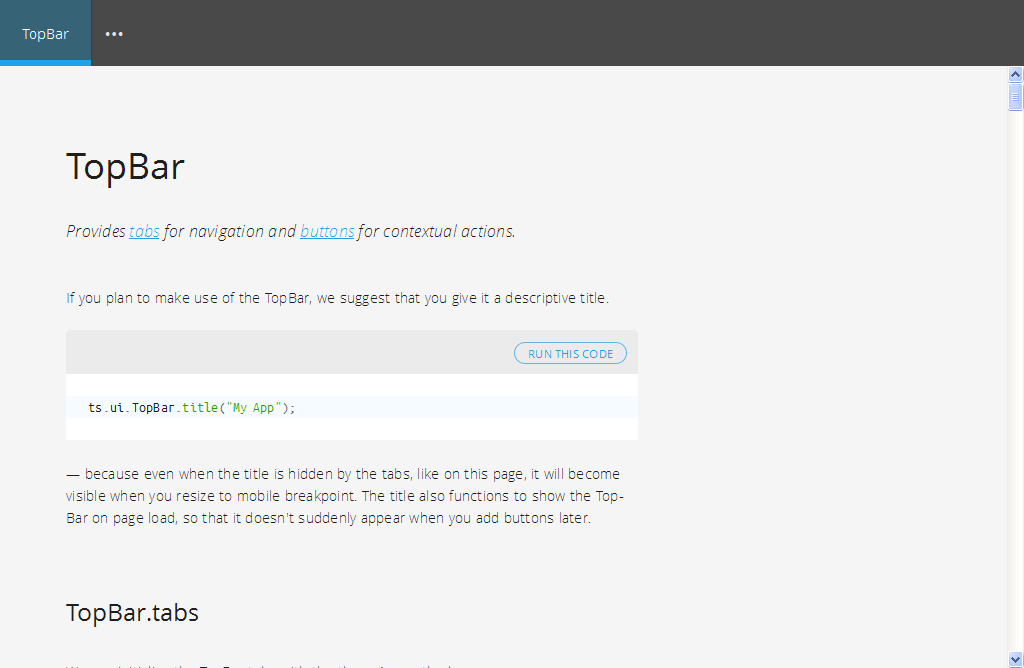 TopBar
TopBar
Provides tabs for navigation and buttons for contextual actions.
If you plan to make use of the TopBar, we suggest that you give it a descriptive title.
RUN THIS CODE
ts.ui.TopBar.title("My App");
— because even when the title is hidden by the tabs, like on this page, it will become
visible when you resize to mobile breakpoint. The title also functions to show the Top-
Bar on page load, so that it doesn't suddenly appear when you add buttons later.
TopBar.tabs